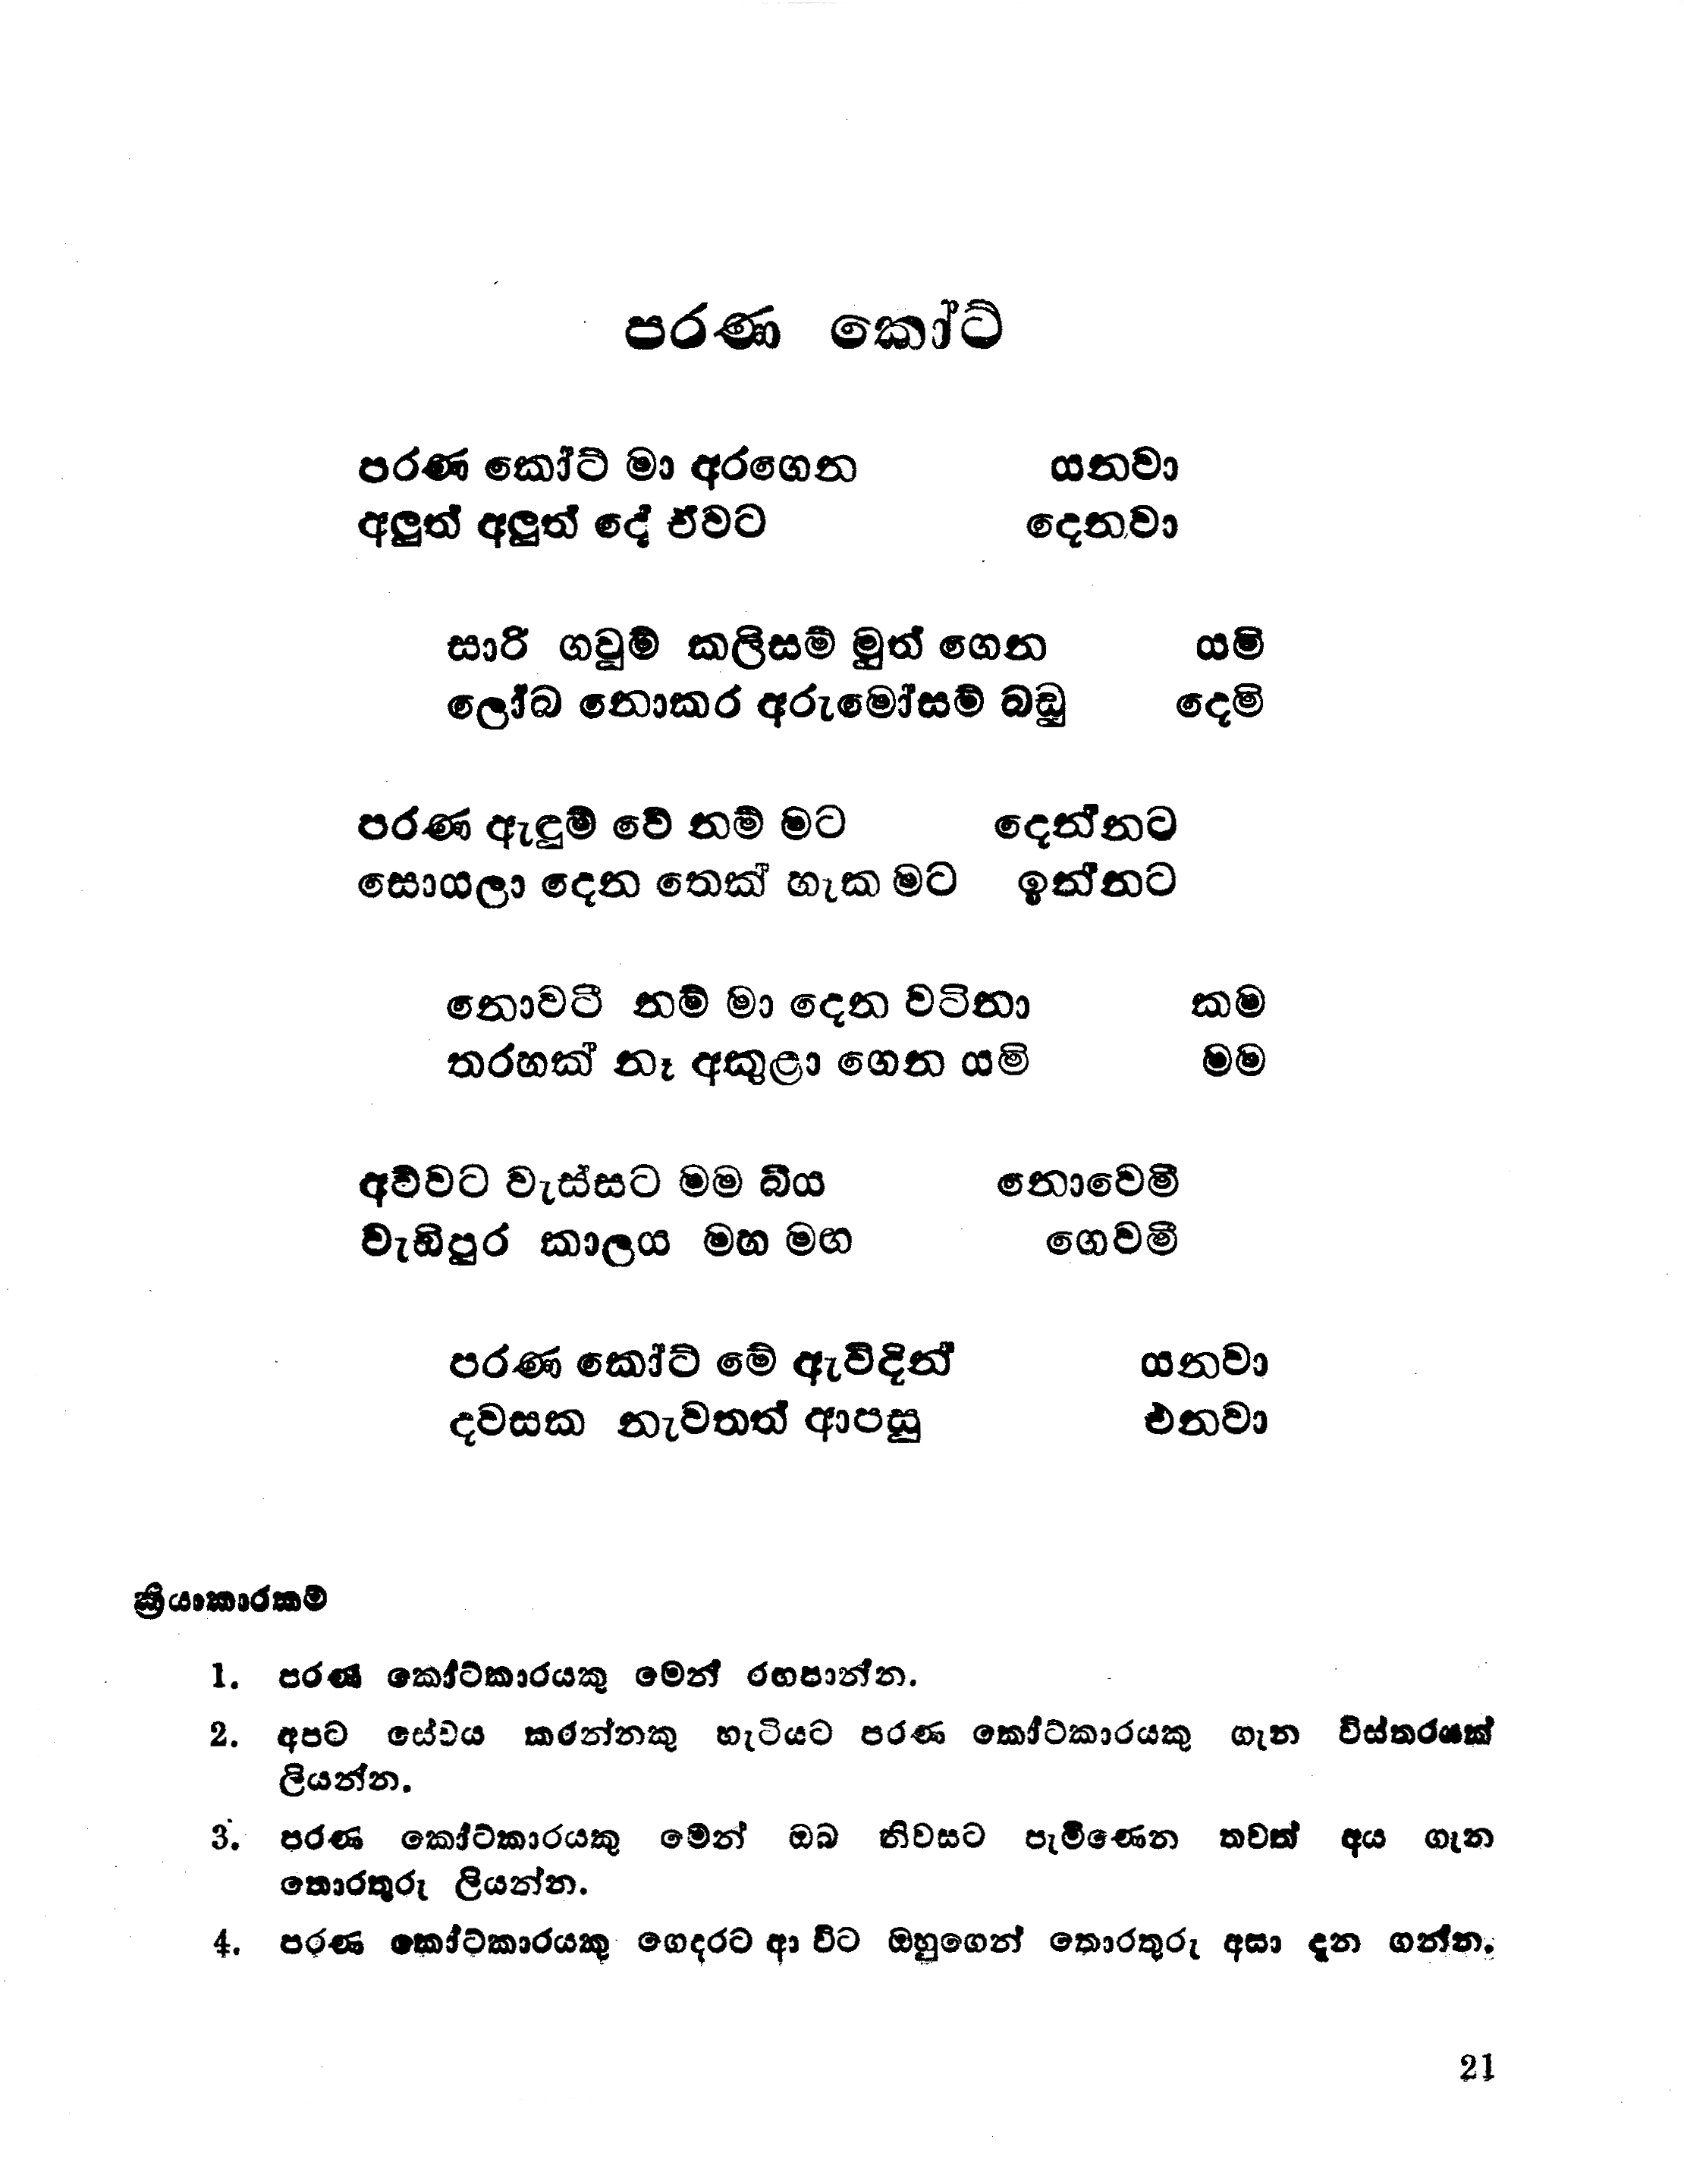 පරණ කෝට්
පරණ කෝට් මා අරගෙන යනවා
අලුත් අලුත් දේ ඒවට දෙනවා
සාරි ගවුම් කලිසම් මුත් ගෙන යමි
ලෝබ නොකර අරුමෝසම් බඩු දෙමි
පරණ ඇඳුම් වේ නම් මට දෙන්නට
සොයලා දෙන තෙක් හැක මට ඉන්නට
නොවටී නම් මා දෙන වටිනා කම
තරහක් නෑ අකුළා ගෙන යමි මම
අව්වට වැස්සට මම බිය නොවෙමී
වැඩිපුර කාලය මහ මඟ ගෙවමී
පරණ කෝට් මේ ඇවිදින් යනවා
දවසක නැවතත් ආපසු එනවා
ක්‍රියාකාරකම්
1. පරණ කෝට්කාරයකු මෙන් රඟපාන්න.
2. අපට සේවය කරන්නකු හැටියට පරණ කෝට්කාරයකු ගැන විස්තරයක්
ලියන්න.
3. පරණ කෝට්කාරයකු මෙන් ඔබ නිවසට පැමිණෙන තවත් අය ගැන
තොරතුරු ලියන්න.
4. පරණ කෝට්කාරයකු ගෙදරට ආ විට ඔහුගෙන් තොරතුරු අසා දැන ගන්න.
21